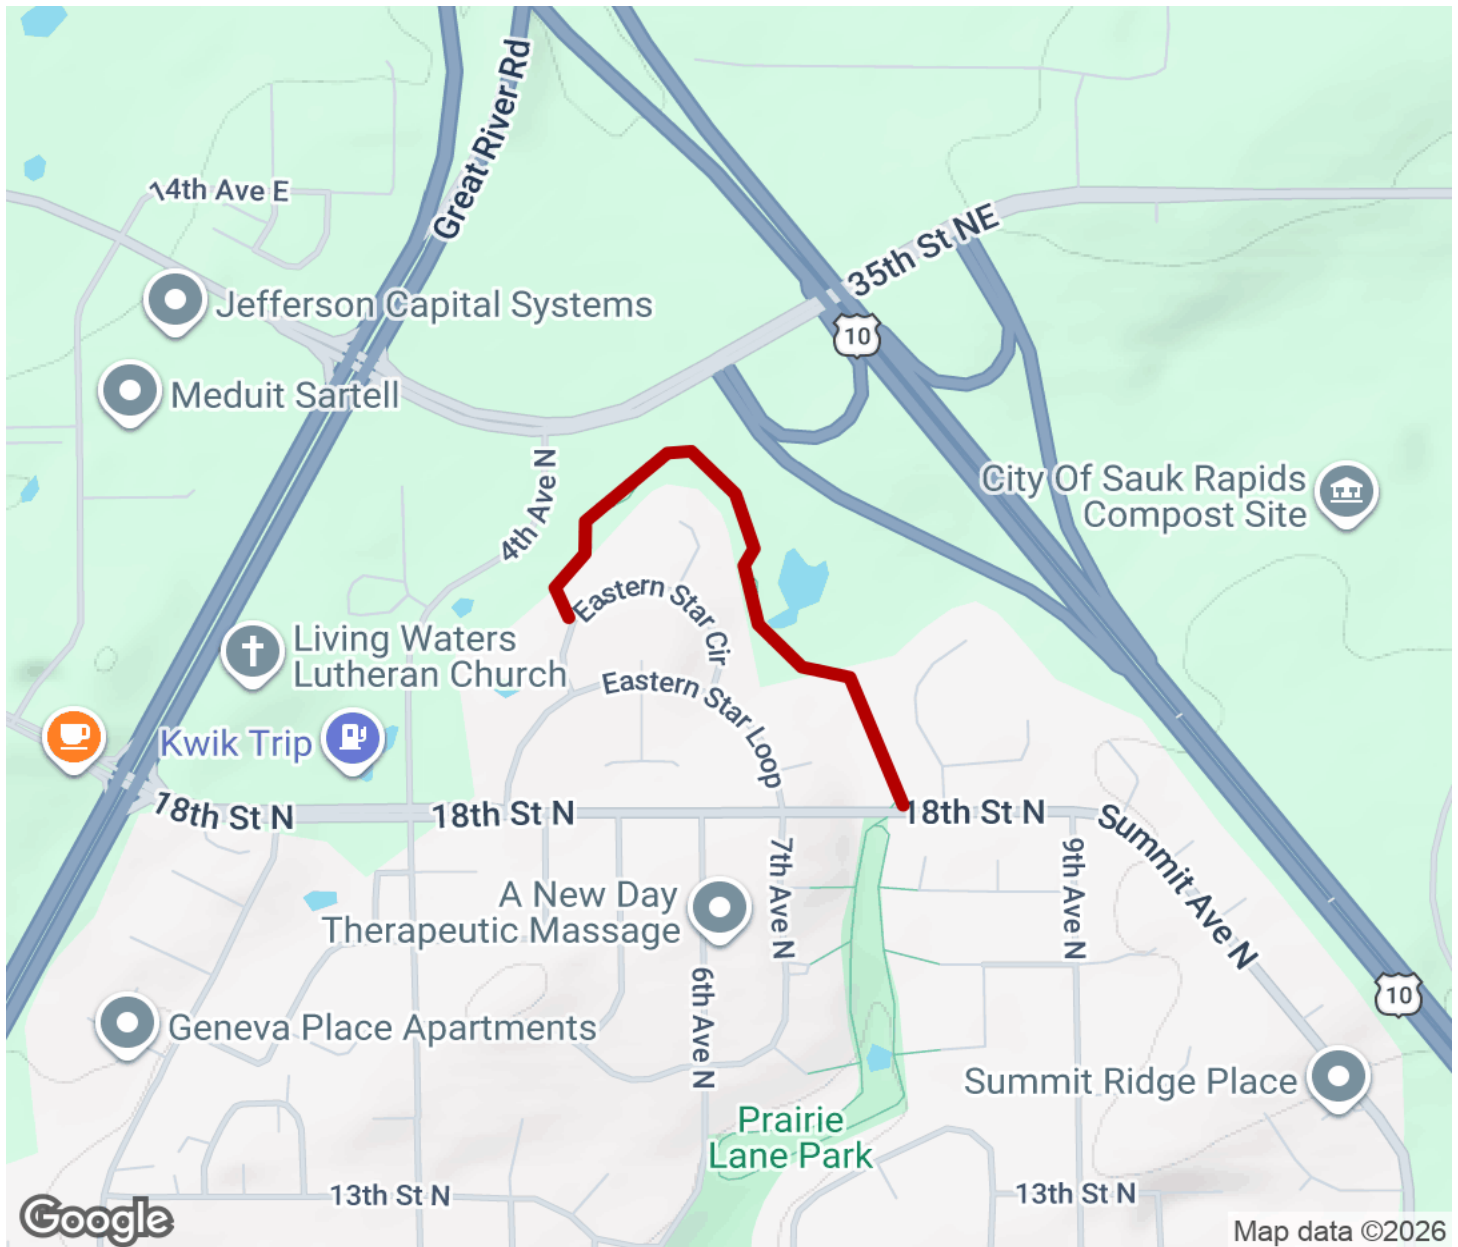 Great River Rd
14th Ave E
35th St NE
Jefferson Capital Systems
10
Meduit Sartell
4th Ave N
City Of Sauk Rapids
Compost Site
Eastern Star Cir
Living Waters
Lutheran Church
Eastern Star Loop
Kwik Trip
18th St N
18th St N
18th St N
Summit Ave N
7th Ave N
9th Ave N
A New Day
Therapeutic Massage
6th Ave N
10
Geneva Place Apartments
Summit Ridge Place
Prairie
Lane Park
13th St N
13th St N
Google
Map data ©2026